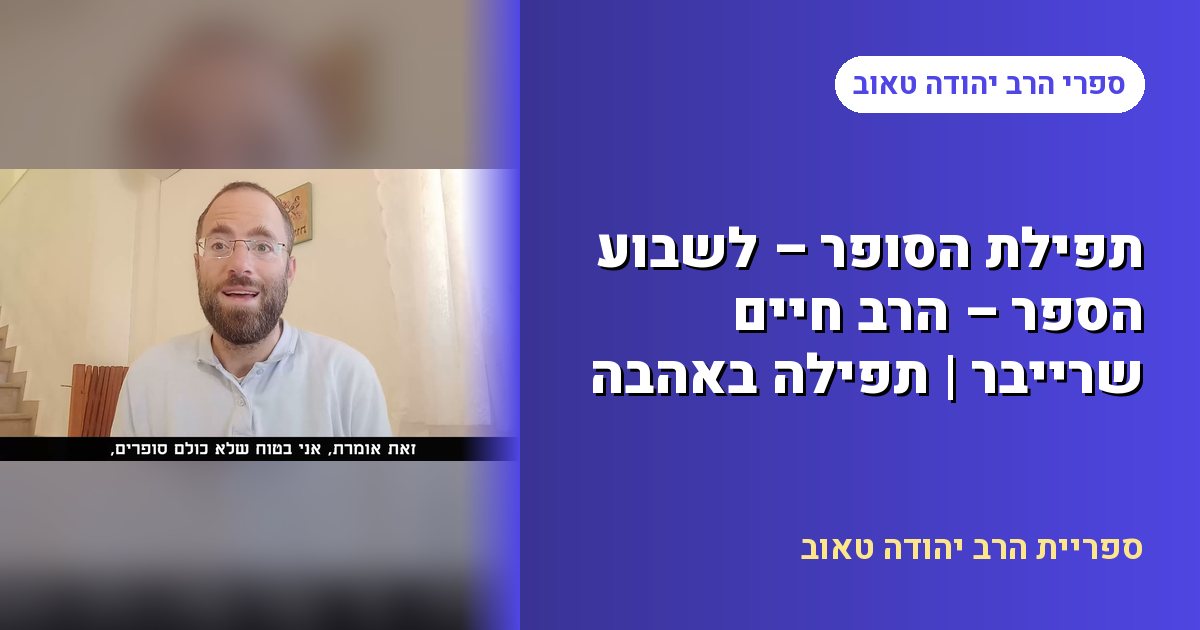 ספרי הרב יהודה טאוב
תפילת הסופר – לשבוע
הספר – הרב חיים
שרייבר | תפילה באהבה
זאת אומרת, אני בטוח שלא כולם סופרים,
ספריית הרב יהודה טאוב